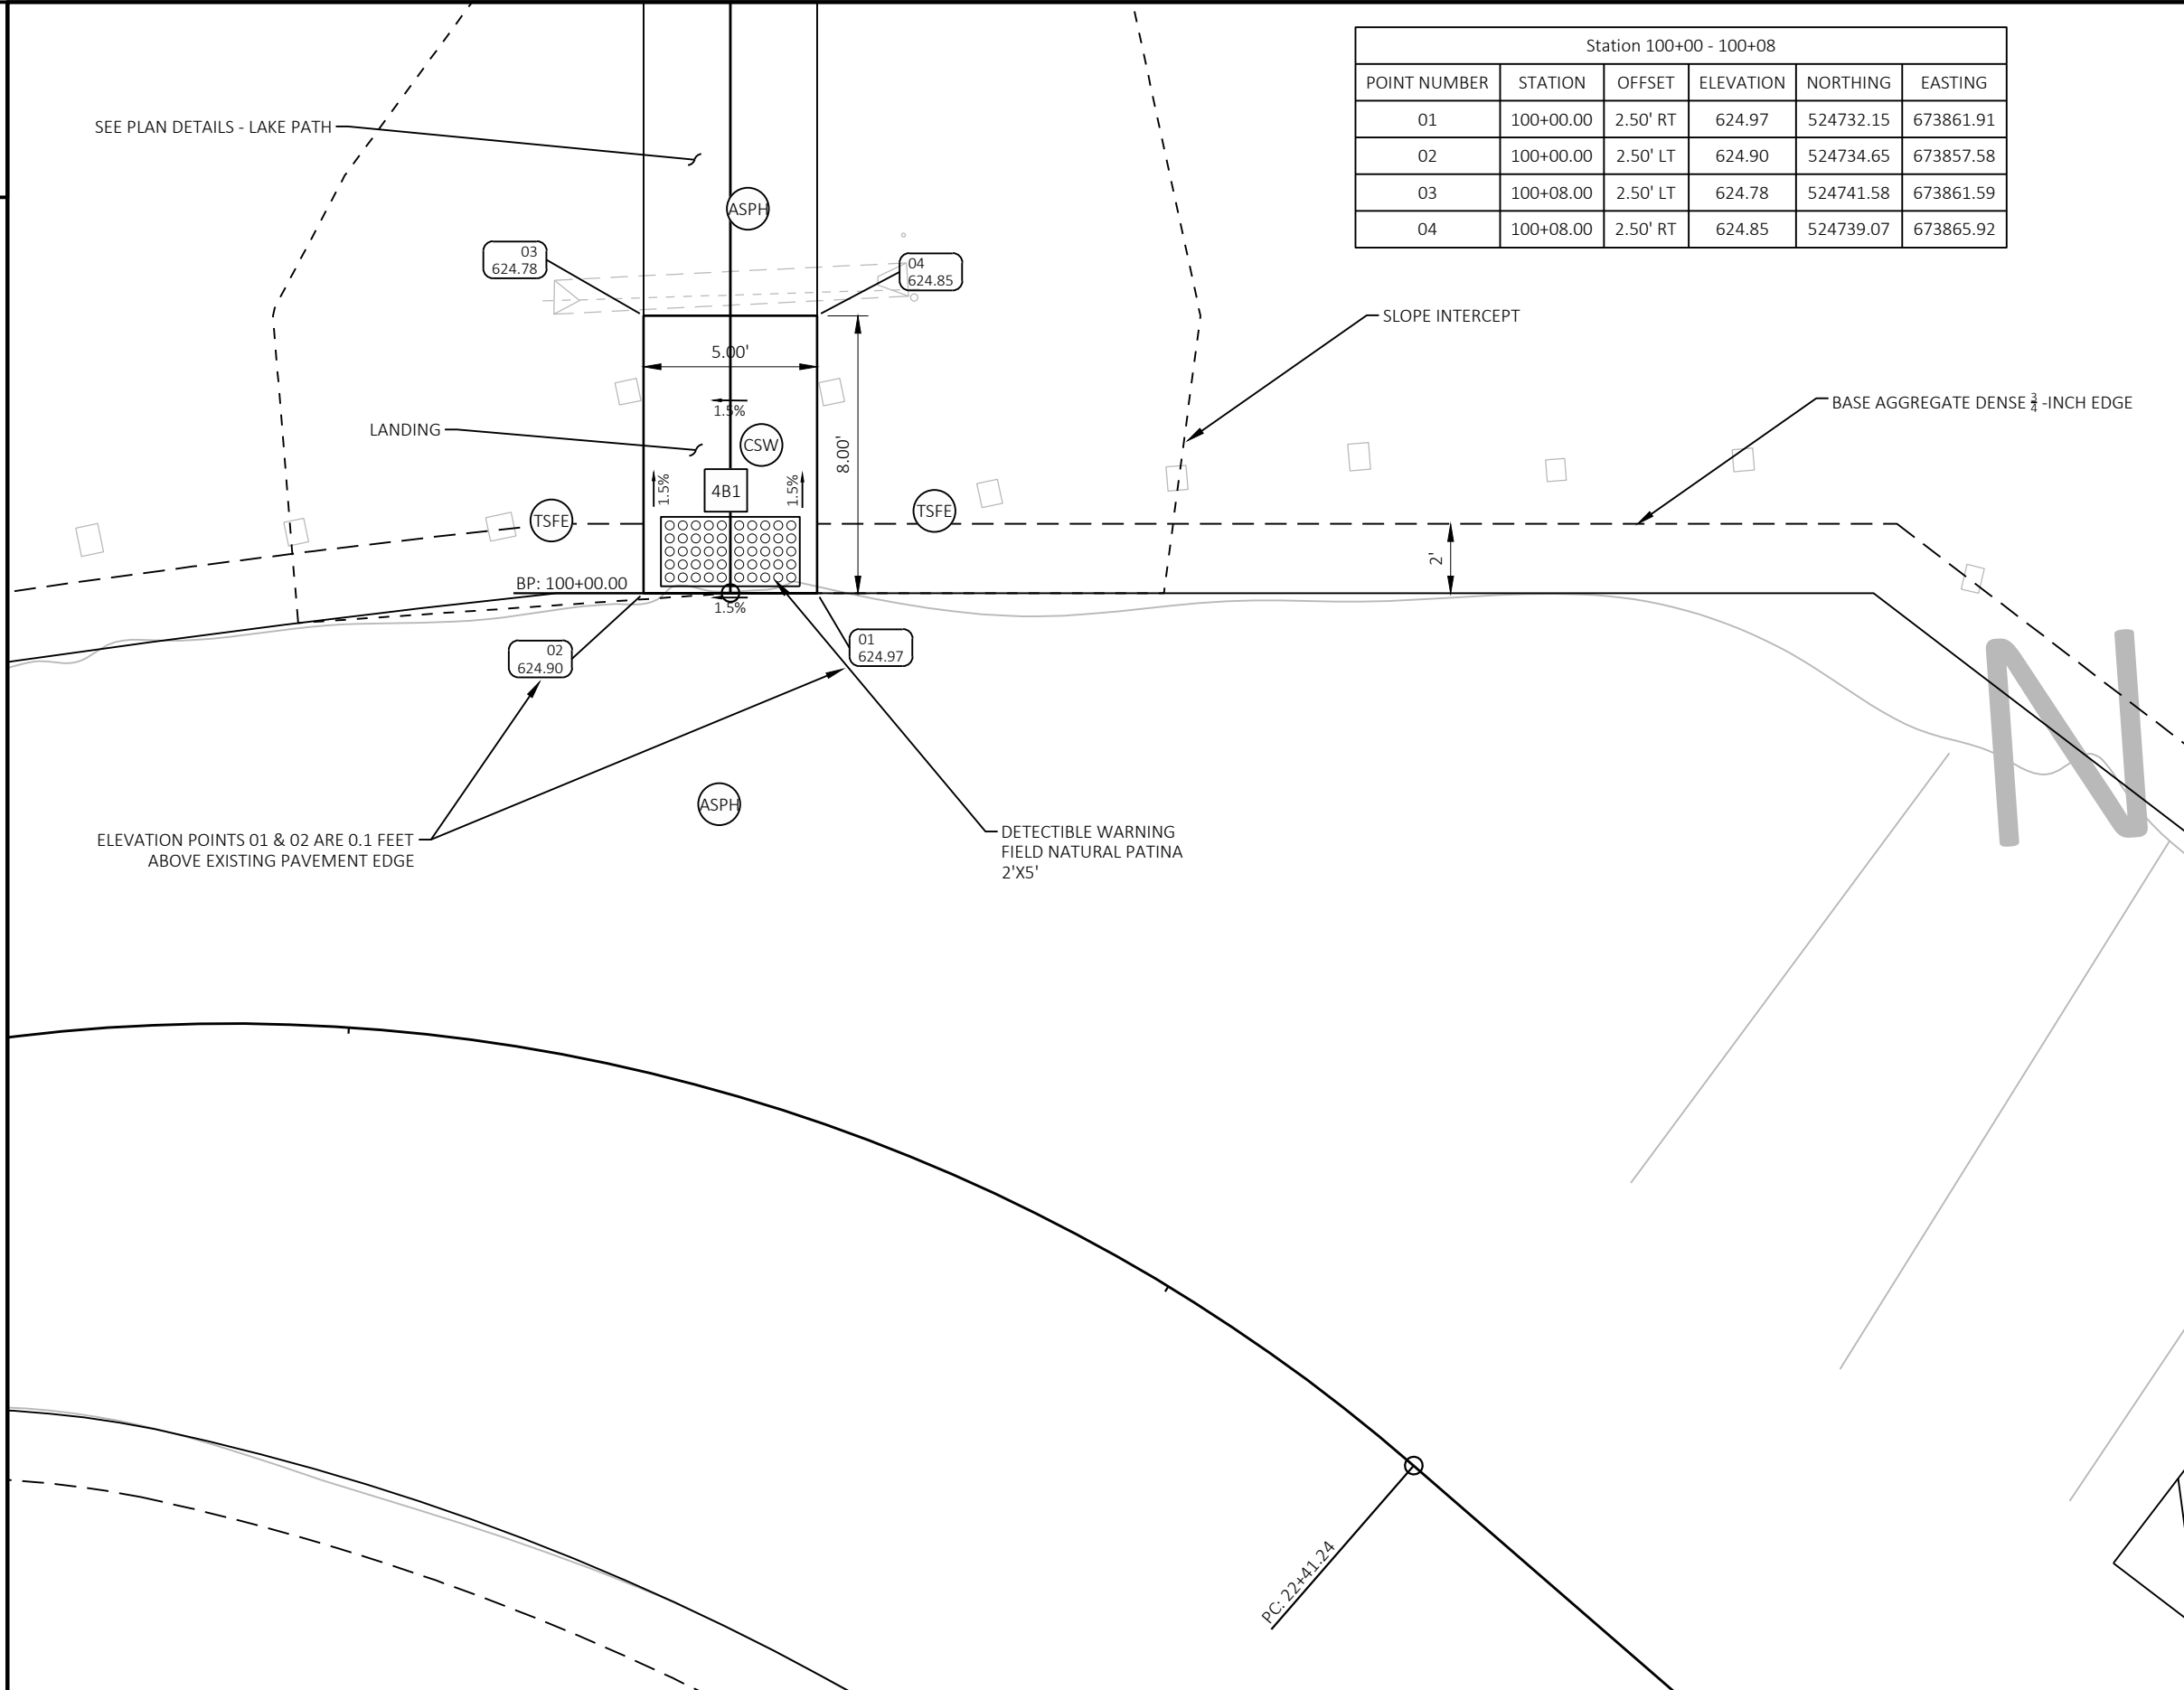 Station 100+00 - 100+08
POINT NUMBER STATION OFFSET ELEVATION NORTHING EASTING
01 100+00.00 2.50' RT 624.97 524732.15 673861.91
02 100+00.00 2.50' LT 624.90 524734.65 673857.58
03 100+08.00 2.50' LT 624.78 524741.58 673861.59
04 100+08.00 2.50' RT 624.85 524739.07 673865.92
SEE PLAN DETAILS - LAKE PATH
ASPH
03
624.78
04
624.85
SLOPE INTERCEPT
5.00'
BASE AGGREGATE DENSE 3/4 -INCH EDGE
1.5%
LANDING
CSW
8.00'
1.5%
4B1
1.5%
TSFE
TSFE
2'
BP: 100+00.00
1.5%
02
624.90
01
624.97
N
ASPH
ELEVATION POINTS 01 & 02 ARE 0.1 FEET
ABOVE EXISTING PAVEMENT EDGE
DETECTIBLE WARNING
FIELD NATURAL PATINA
2'X5'
PC: 22+41.24